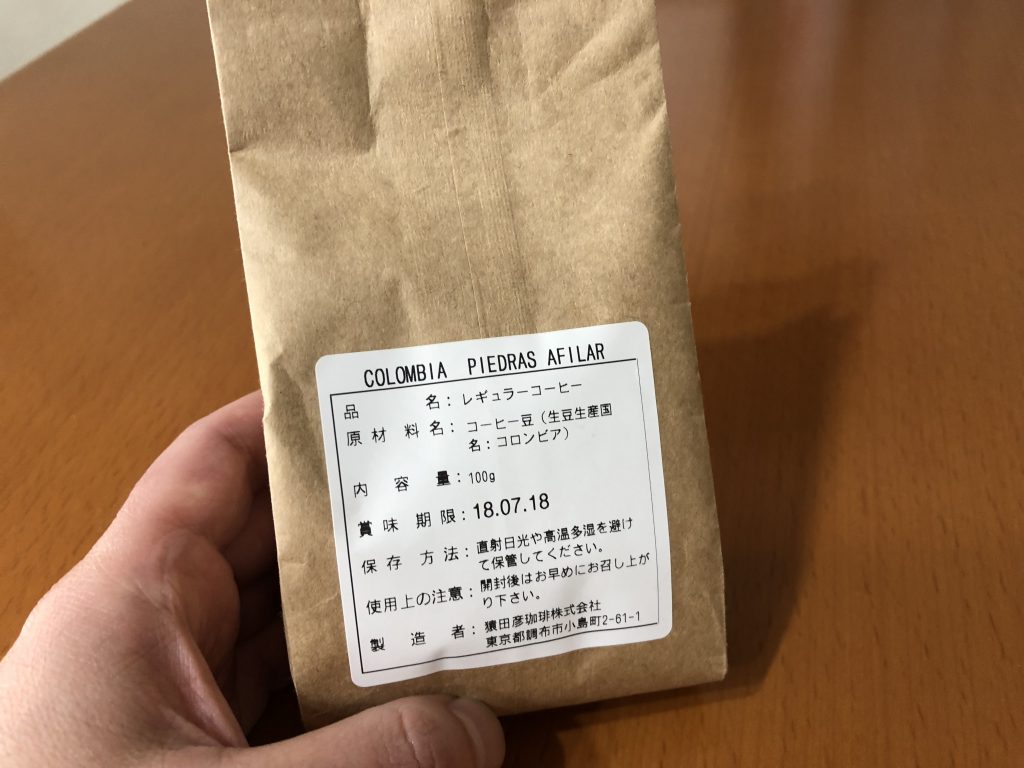 COLOMBIA PIEDRAS AFILAR
品名：レギュラーコーヒー
原材料名：コーヒー豆（生豆生産国
名：コロンビア）
内容量：100g
賞味期限：18.07.18
保存方法：直射日光や高温多湿を避け
て保管してください。
使用上の注意：開封後はお早めにお召し上が
り下さい。
製造者：猿田彦珈琲株式会社
東京都調布市小島町2-61-1